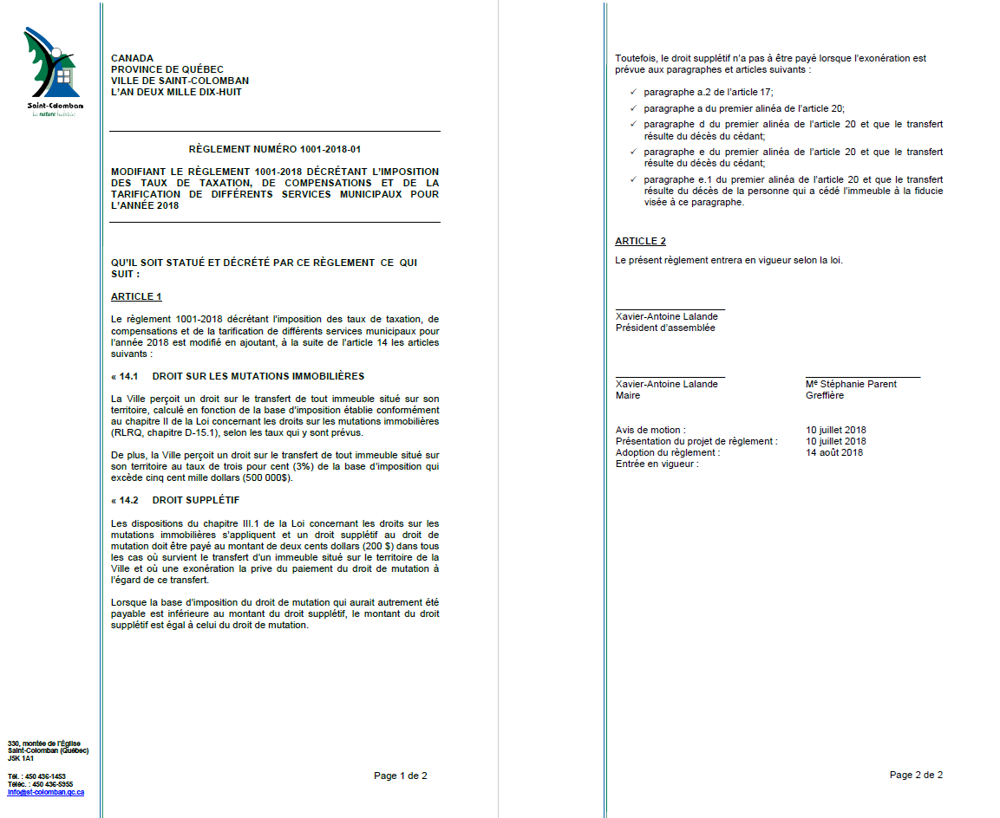 CANADA
PROVINCE DE QUÉBEC
VILLE DE SAINT-COLOMBAN
L’AN DEUX MILLE DIX-HUIT
Saint-Colomban
la nature habitée
RÈGLEMENT NUMÉRO 1001-2018-01
MODIFIANT LE RÈGLEMENT 1001-2018 DÉCRÉTANT L’IMPOSITION
DES TAUX DE TAXATION, DE COMPENSATIONS ET DE LA
TARIFICATION DE DIFFÉRENTS SERVICES MUNICIPAUX POUR
L’ANNÉE 2018
QU’IL SOIT STATUÉ ET DÉCRÉTÉ PAR CE RÈGLEMENT CE QUI
SUIT :
ARTICLE 1
Le règlement 1001-2018 décrétant l’imposition des taux de taxation, de
compensations et de la tarification de différents services municipaux pour
l’année 2018 est modifié en ajoutant, à la suite de l’article 14 les articles
suivants :
« 14.1 DROIT SUR LES MUTATIONS IMMOBILIÈRES
La Ville perçoit un droit sur le transfert de tout immeuble situé sur son
territoire, calculé en fonction de la base d’imposition établie conformément
au chapitre II de la Loi concernant les droits sur les mutations immobilières
(RLRQ, chapitre D-15.1), selon les taux qui y sont prévus.
De plus, la Ville perçoit un droit sur le transfert de tout immeuble situé sur
son territoire au taux de trois pour cent (3%) de la base d’imposition qui
excède cinq cent mille dollars (500 000$).
« 14.2 DROIT SUPPLÉTIF
Les dispositions du chapitre III.1 de la Loi concernant les droits sur les
mutations immobilières s’appliquent et un droit supplétif au droit de
mutation doit être payé au montant de deux cents dollars (200 $) dans tous
les cas où survient le transfert d’un immeuble situé sur le territoire de la
Ville et où une exonération la prive du paiement du droit de mutation à
l’égard de ce transfert.
Lorsque la base d’imposition du droit de mutation qui aurait autrement été
payable est inférieure au montant du droit supplétif, le montant du droit
supplétif est égal à celui du droit de mutation.
330, montée de l’Église
Saint-Colomban (Québec)
J5K 1A1
Tél. : 450 436-1453
Téléc. : 450 436-5955
info@st-colomban.qc.ca
Page 1 de 2
Toutefois, le droit supplétif n’a pas à être payé lorsque l’exonération est
prévue aux paragraphes et articles suivants :
✓ paragraphe a.2 de l’article 17;
✓ paragraphe a du premier alinéa de l’article 20;
✓ paragraphe d du premier alinéa de l’article 20 et que le transfert
résulte du décès du cédant;
✓ paragraphe e du premier alinéa de l’article 20 et que le transfert
résulte du décès du cédant;
✓ paragraphe e.1 du premier alinéa de l’article 20 et que le transfert
résulte du décès de la personne qui a cédé l’immeuble à la fiducie
visée à ce paragraphe.
ARTICLE 2
Le présent règlement entrera en vigueur selon la loi.
Xavier-Antoine Lalande
Président d’assemblée
Xavier-Antoine Lalande Me Stéphanie Parent
Maire Greffière
Avis de motion : 10 juillet 2018
Présentation du projet de règlement : 10 juillet 2018
Adoption du règlement : 14 août 2018
Entrée en vigueur :
Page 2 de 2